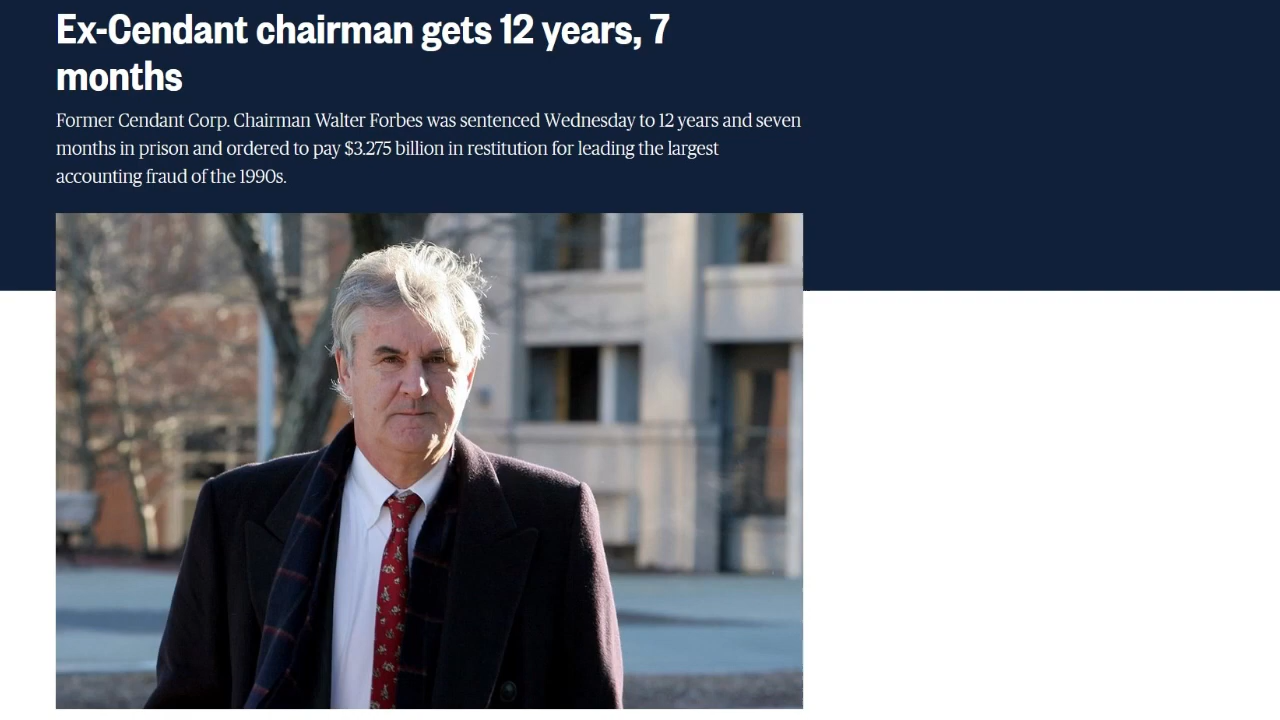 Ex-Cendant chairman gets 12 years, 7
months
Former Cendant Corp. Chairman Walter Forbes was sentenced Wednesday to 12 years and seven
months in prison and ordered to pay $3.275 billion in restitution for leading the largest
accounting fraud of the 1990s.